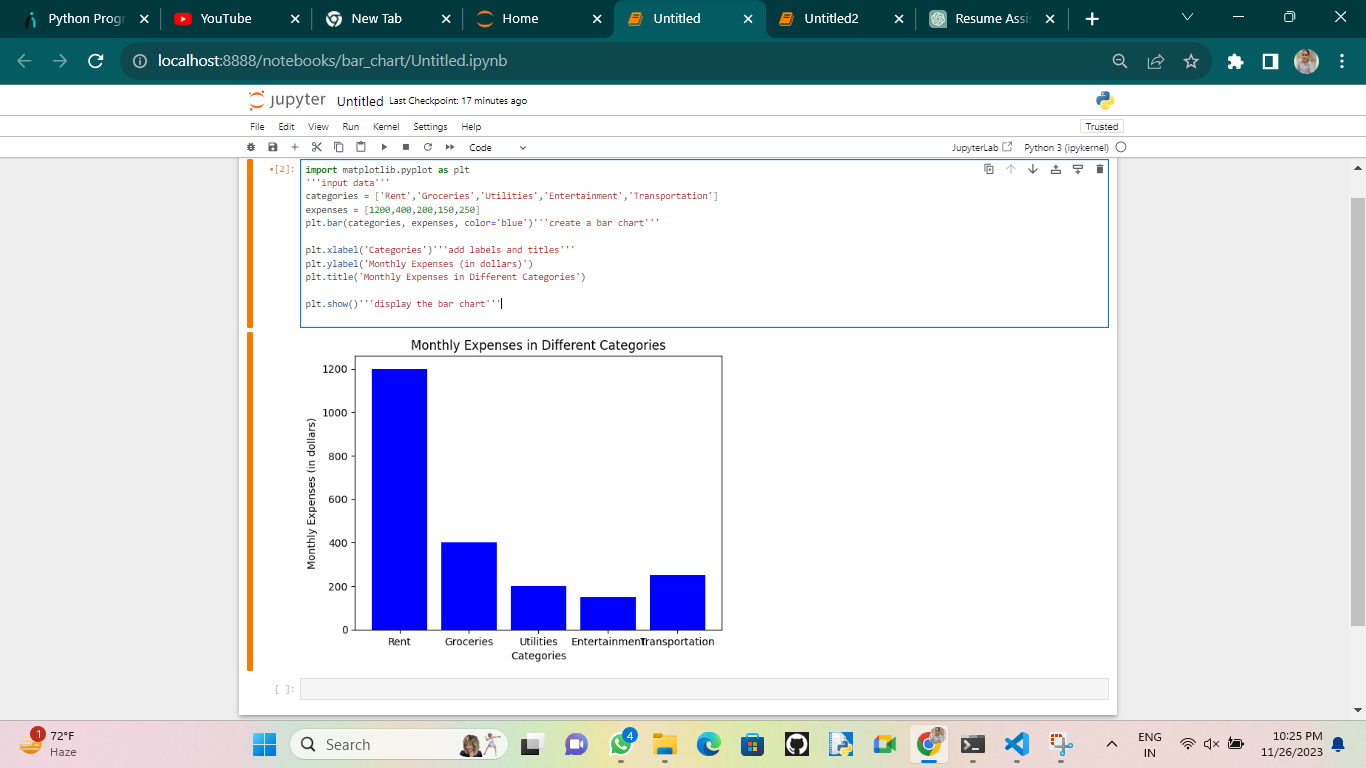 Python Progr
YouTube
New Tab
Home
Untitled
Untitled2
Resume Assi
localhost:8888/notebooks/bar_chart/Untitled.ipynb
jupyter Untitled Last Checkpoint: 17 minutes ago
File Edit View Run Kernel Settings Help
Trusted
Code
JupyterLab Python 3 (ipykernel)
•[2]: import matplotlib.pyplot as plt
'''input data'''
categories = ['Rent','Groceries','Utilities','Entertainment','Transportation']
expenses = [1200,400,200,150,250]
plt.bar(categories, expenses, color='blue')'''create a bar chart'''
plt.xlabel('Categories')'''add labels and titles'''
plt.ylabel('Monthly Expenses (in dollars)')
plt.title('Monthly Expenses in Different Categories')
plt.show()'''display the bar chart'''
Monthly Expenses in Different Categories
Monthly Expenses (in dollars)
1200
1000
800
600
400
200
0
Rent Groceries Utilities Entertainment Transportation
Categories
[ ]:
1
72°F
Haze
Search
4
ENG
IN
10:25 PM
11/26/2023